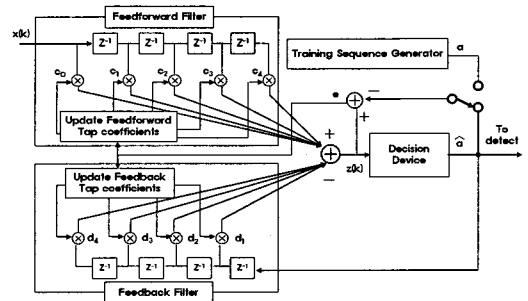 Feedforward Filter
x(k)
Z⁻¹ Z⁻¹ Z⁻¹ Z⁻¹
Training Sequence Generator a
c₀ c₁ c₂ c₃ c₄
e −
+
Update Feedforward
Tap coefficients
+
−
z(k)
Decision
Device
â
To
detect
Update Feedback
Tap coefficients
d₄ d₃ d₂ d₁
Z⁻¹ Z⁻¹ Z⁻¹ Z⁻¹
Feedback Filter